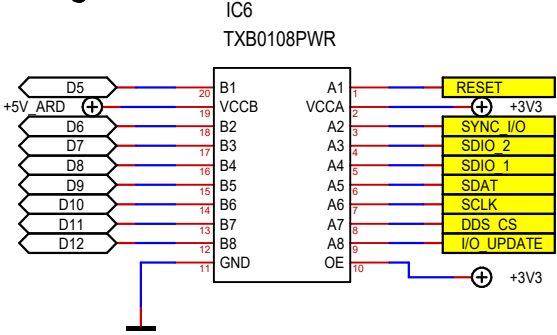 IC6
TXB0108PWR
D5 20 B1 A1 1 RESET
+5V_ARD 19 VCCB VCCA 2 +3V3
D6 18 B2 A2 3 SYNC_I/O
D7 17 B3 A3 4 SDIO_2
D8 16 B4 A4 5 SDIO_1
D9 15 B5 A5 6 SDAT
D10 14 B6 A6 7 SCLK
D11 13 B7 A7 8 DDS_CS
D12 12 B8 A8 9 I/O_UPDATE
11 GND OE 10 +3V3